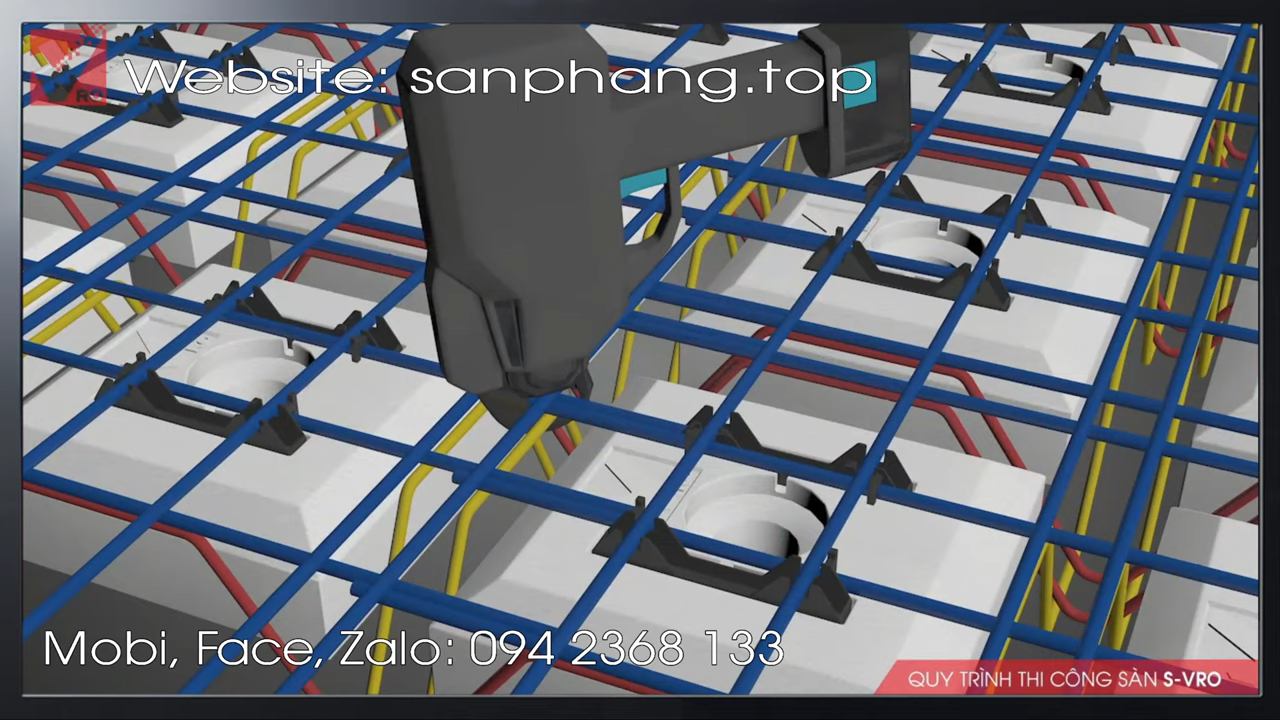 Website: sanphang.top
Mobi, Face, Zalo: 094 2368 133
QUY TRÌNH THI CÔNG SÀN S-VRO